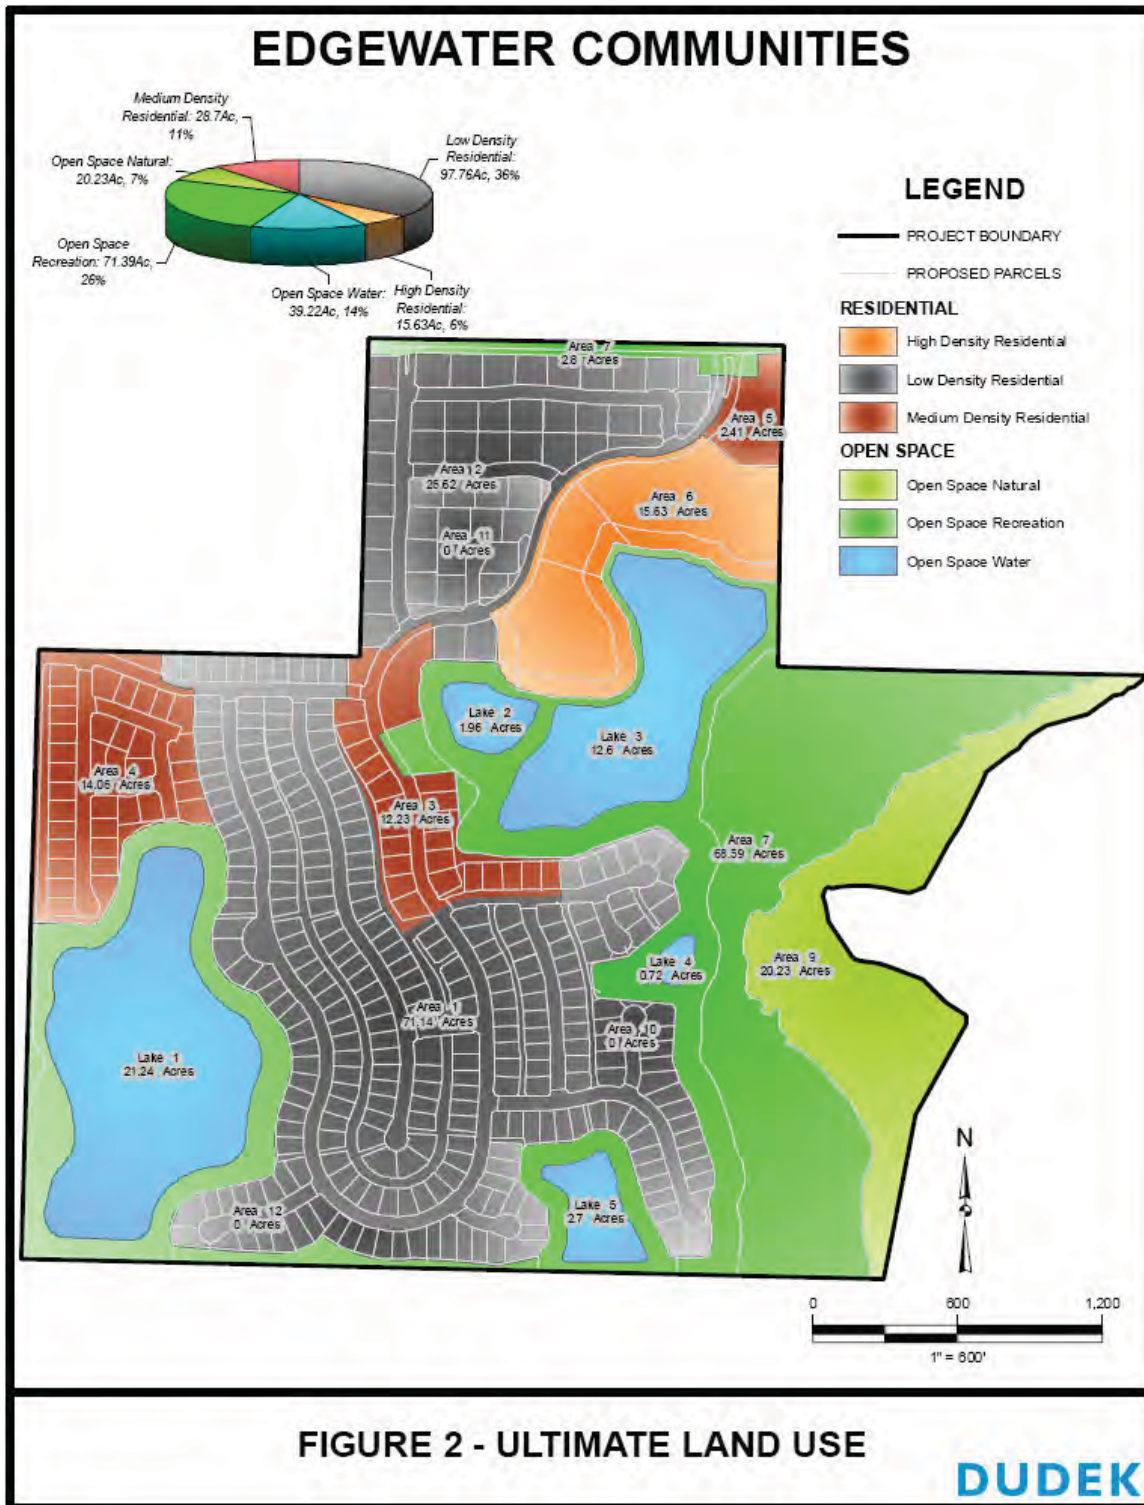 EDGEWATER COMMUNITIES
Medium Density
Residential: 28.7Ac,
11%
Low Density
Residential:
97.76Ac, 36%
Open Space Natural:
20.23Ac, 7%
Open Space
Recreation: 71.39Ac,
26%
Open Space Water:
39.22Ac, 14%
High Density
Residential:
15.63Ac, 6%
LEGEND
PROJECT BOUNDARY
PROPOSED PARCELS
RESIDENTIAL
High Density Residential
Low Density Residential
Medium Density Residential
OPEN SPACE
Open Space Natural
Open Space Recreation
Open Space Water
Area 7
2.8 Acres
Area 5
2.41 Acres
Area 2
26.62 Acres
Area 6
15.63 Acres
Area 11
0 Acres
Lake 2
1.96 Acres
Lake 3
12.6 Acres
Area 4
14.06 Acres
Area 3
12.23 Acres
Area 7
68.59 Acres
Lake 4
0.72 Acres
Area 9
20.23 Acres
Area 1
71.14 Acres
Area 10
0 Acres
Lake 1
21.24 Acres
Area 12
0 Acres
Lake 5
2.7 Acres
N
0 600 1,200
1" = 600'
FIGURE 2 - ULTIMATE LAND USE
DUDEK